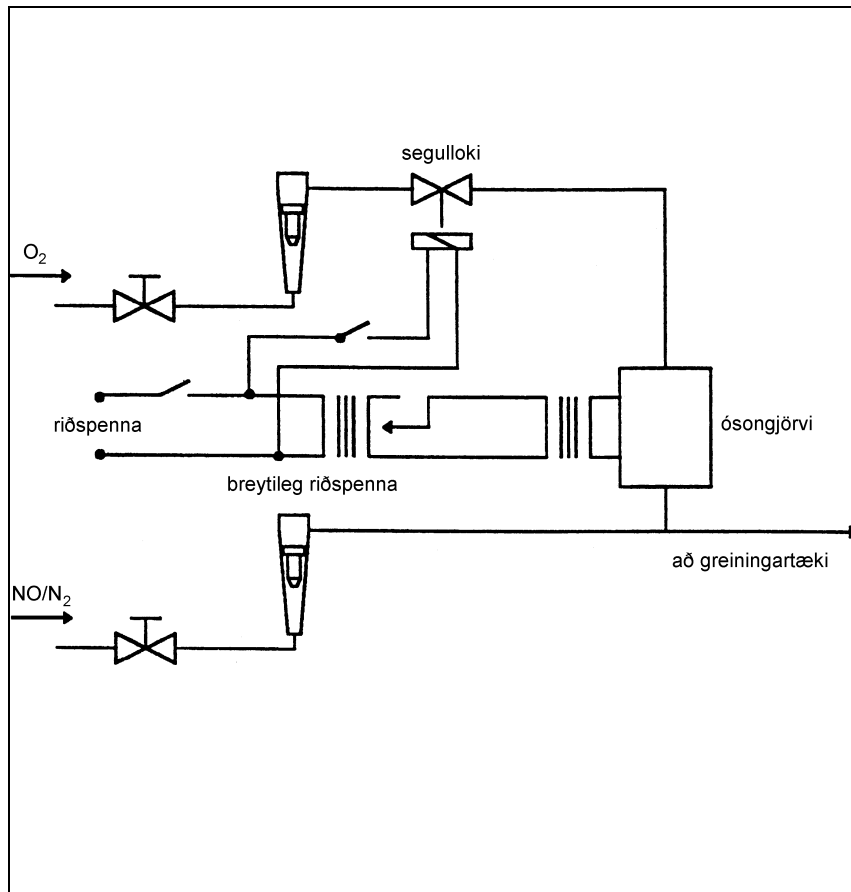 segulloki
O₂
riðspenna
ósongjörvi
breytileg riðspenna
að greiningartæki
NO/N₂